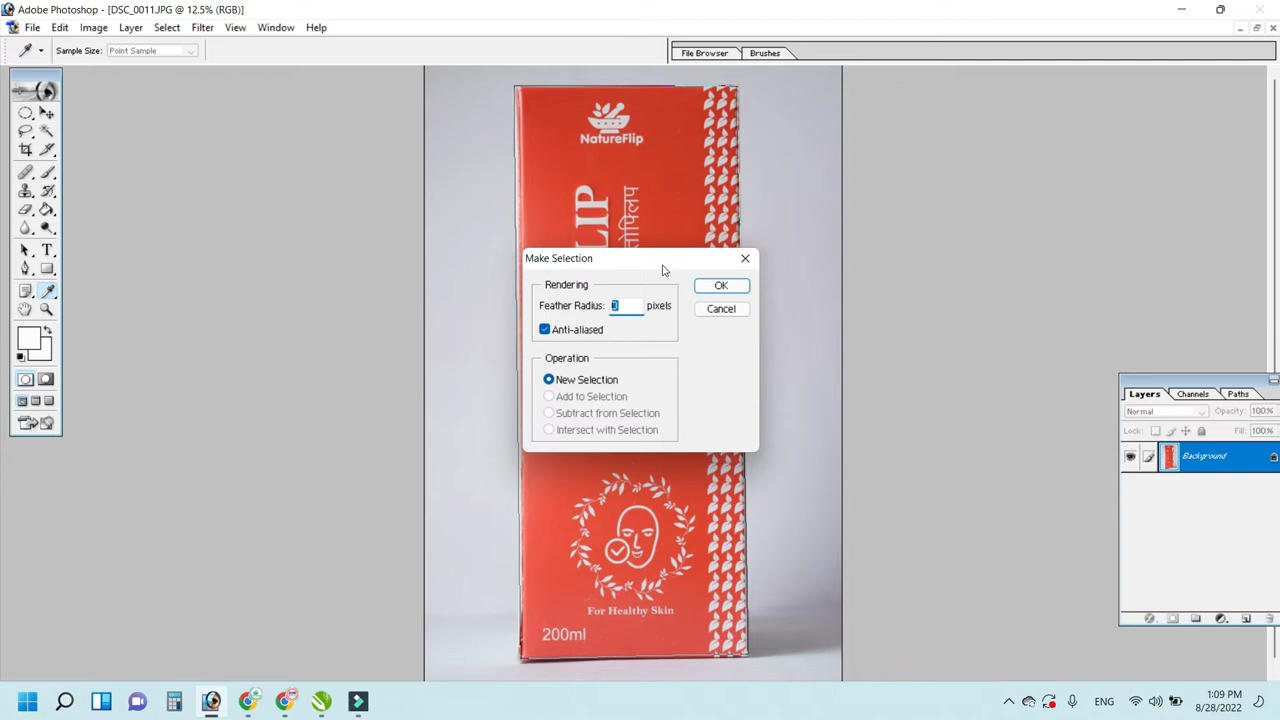 Adobe Photoshop - [DSC_0011.JPG @ 12.5% (RGB)]
File Edit Image Layer Select Filter View Window Help
Sample Size: Point Sample
File Browser Brushes
NatureFlip
LIP
Make Selection
Rendering
OK
Feather Radius: pixels
Cancel
Anti-aliased
Operation
New Selection
Add to Selection
Subtract from Selection
Intersect with Selection
Layers Channels Paths
Normal Opacity: 100%
Lock: Fill: 100%
Background
For Healthy Skin
200ml
ENG
1:09 PM
8/28/2022